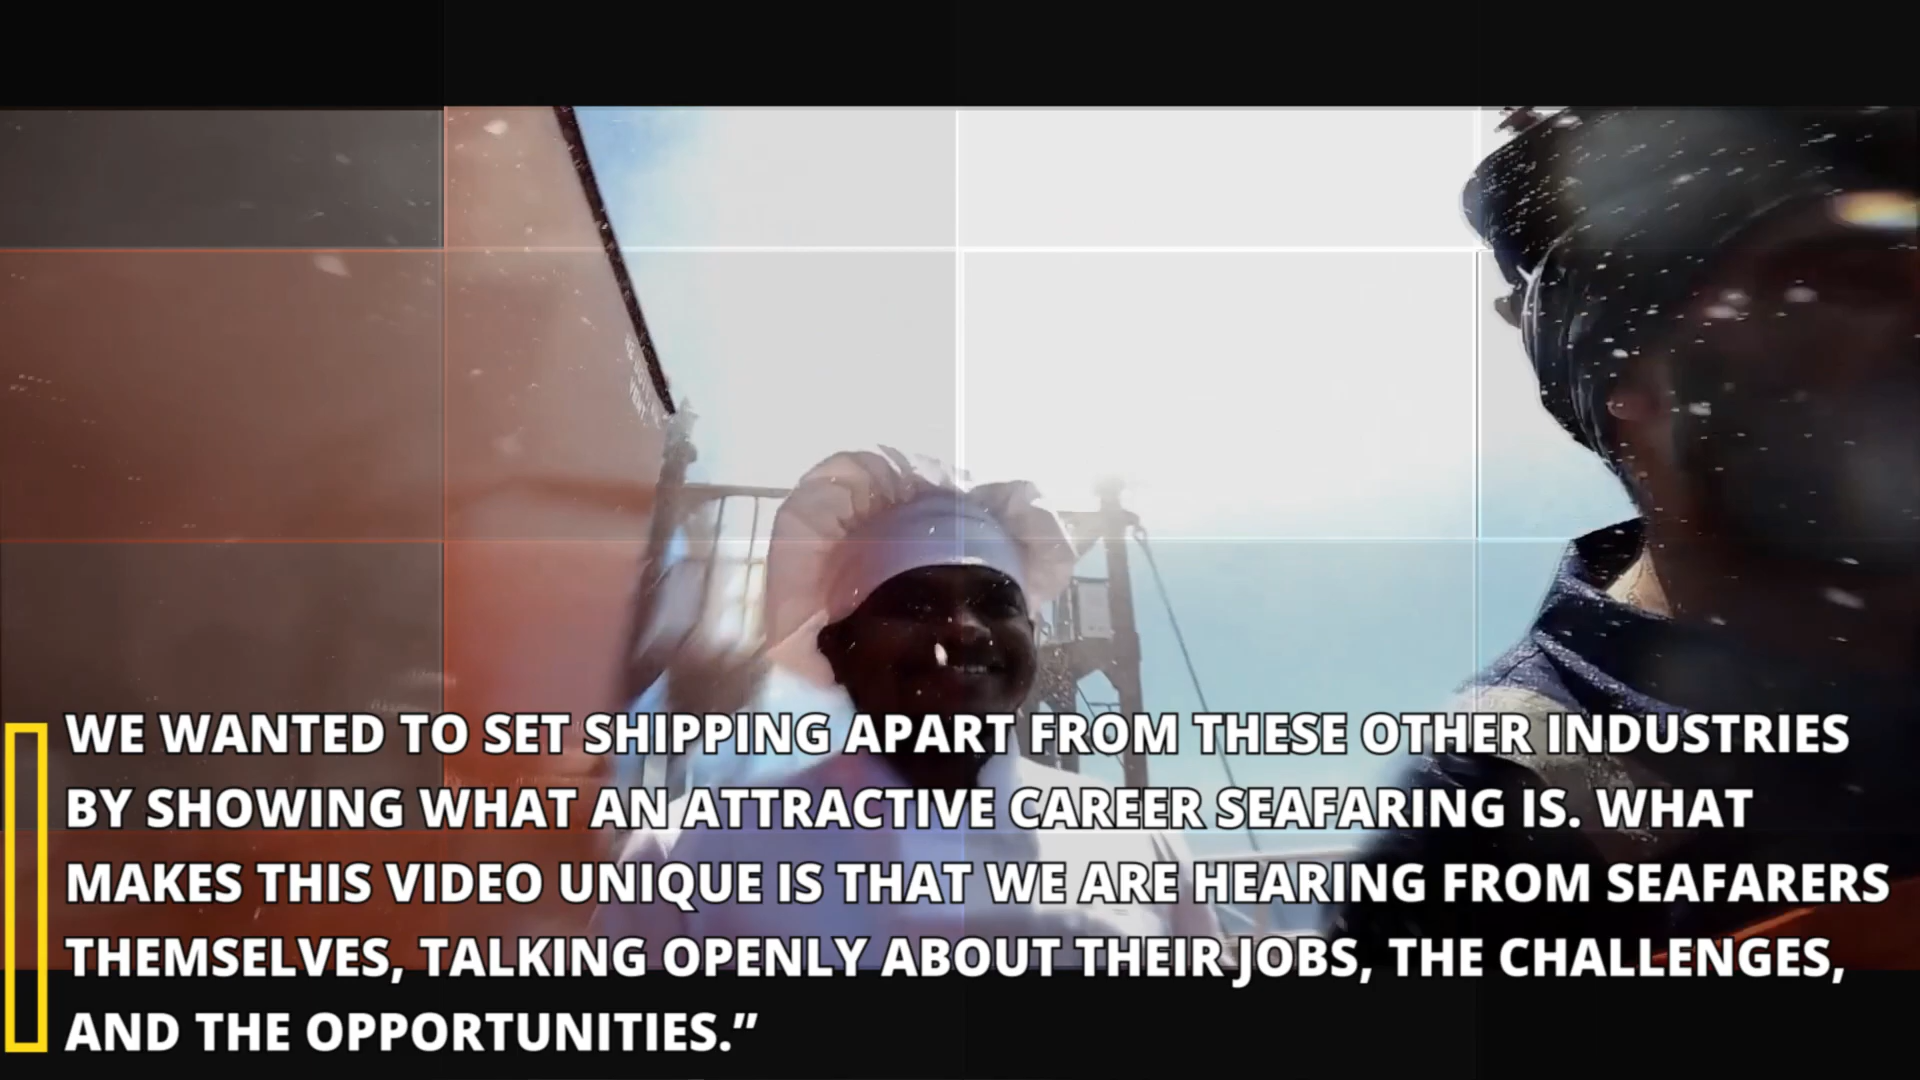 WE WANTED TO SET SHIPPING APART FROM THESE OTHER INDUSTRIES
BY SHOWING WHAT AN ATTRACTIVE CAREER SEAFARING IS. WHAT
MAKES THIS VIDEO UNIQUE IS THAT WE ARE HEARING FROM SEAFARERS
THEMSELVES, TALKING OPENLY ABOUT THEIR JOBS, THE CHALLENGES,
AND THE OPPORTUNITIES.”